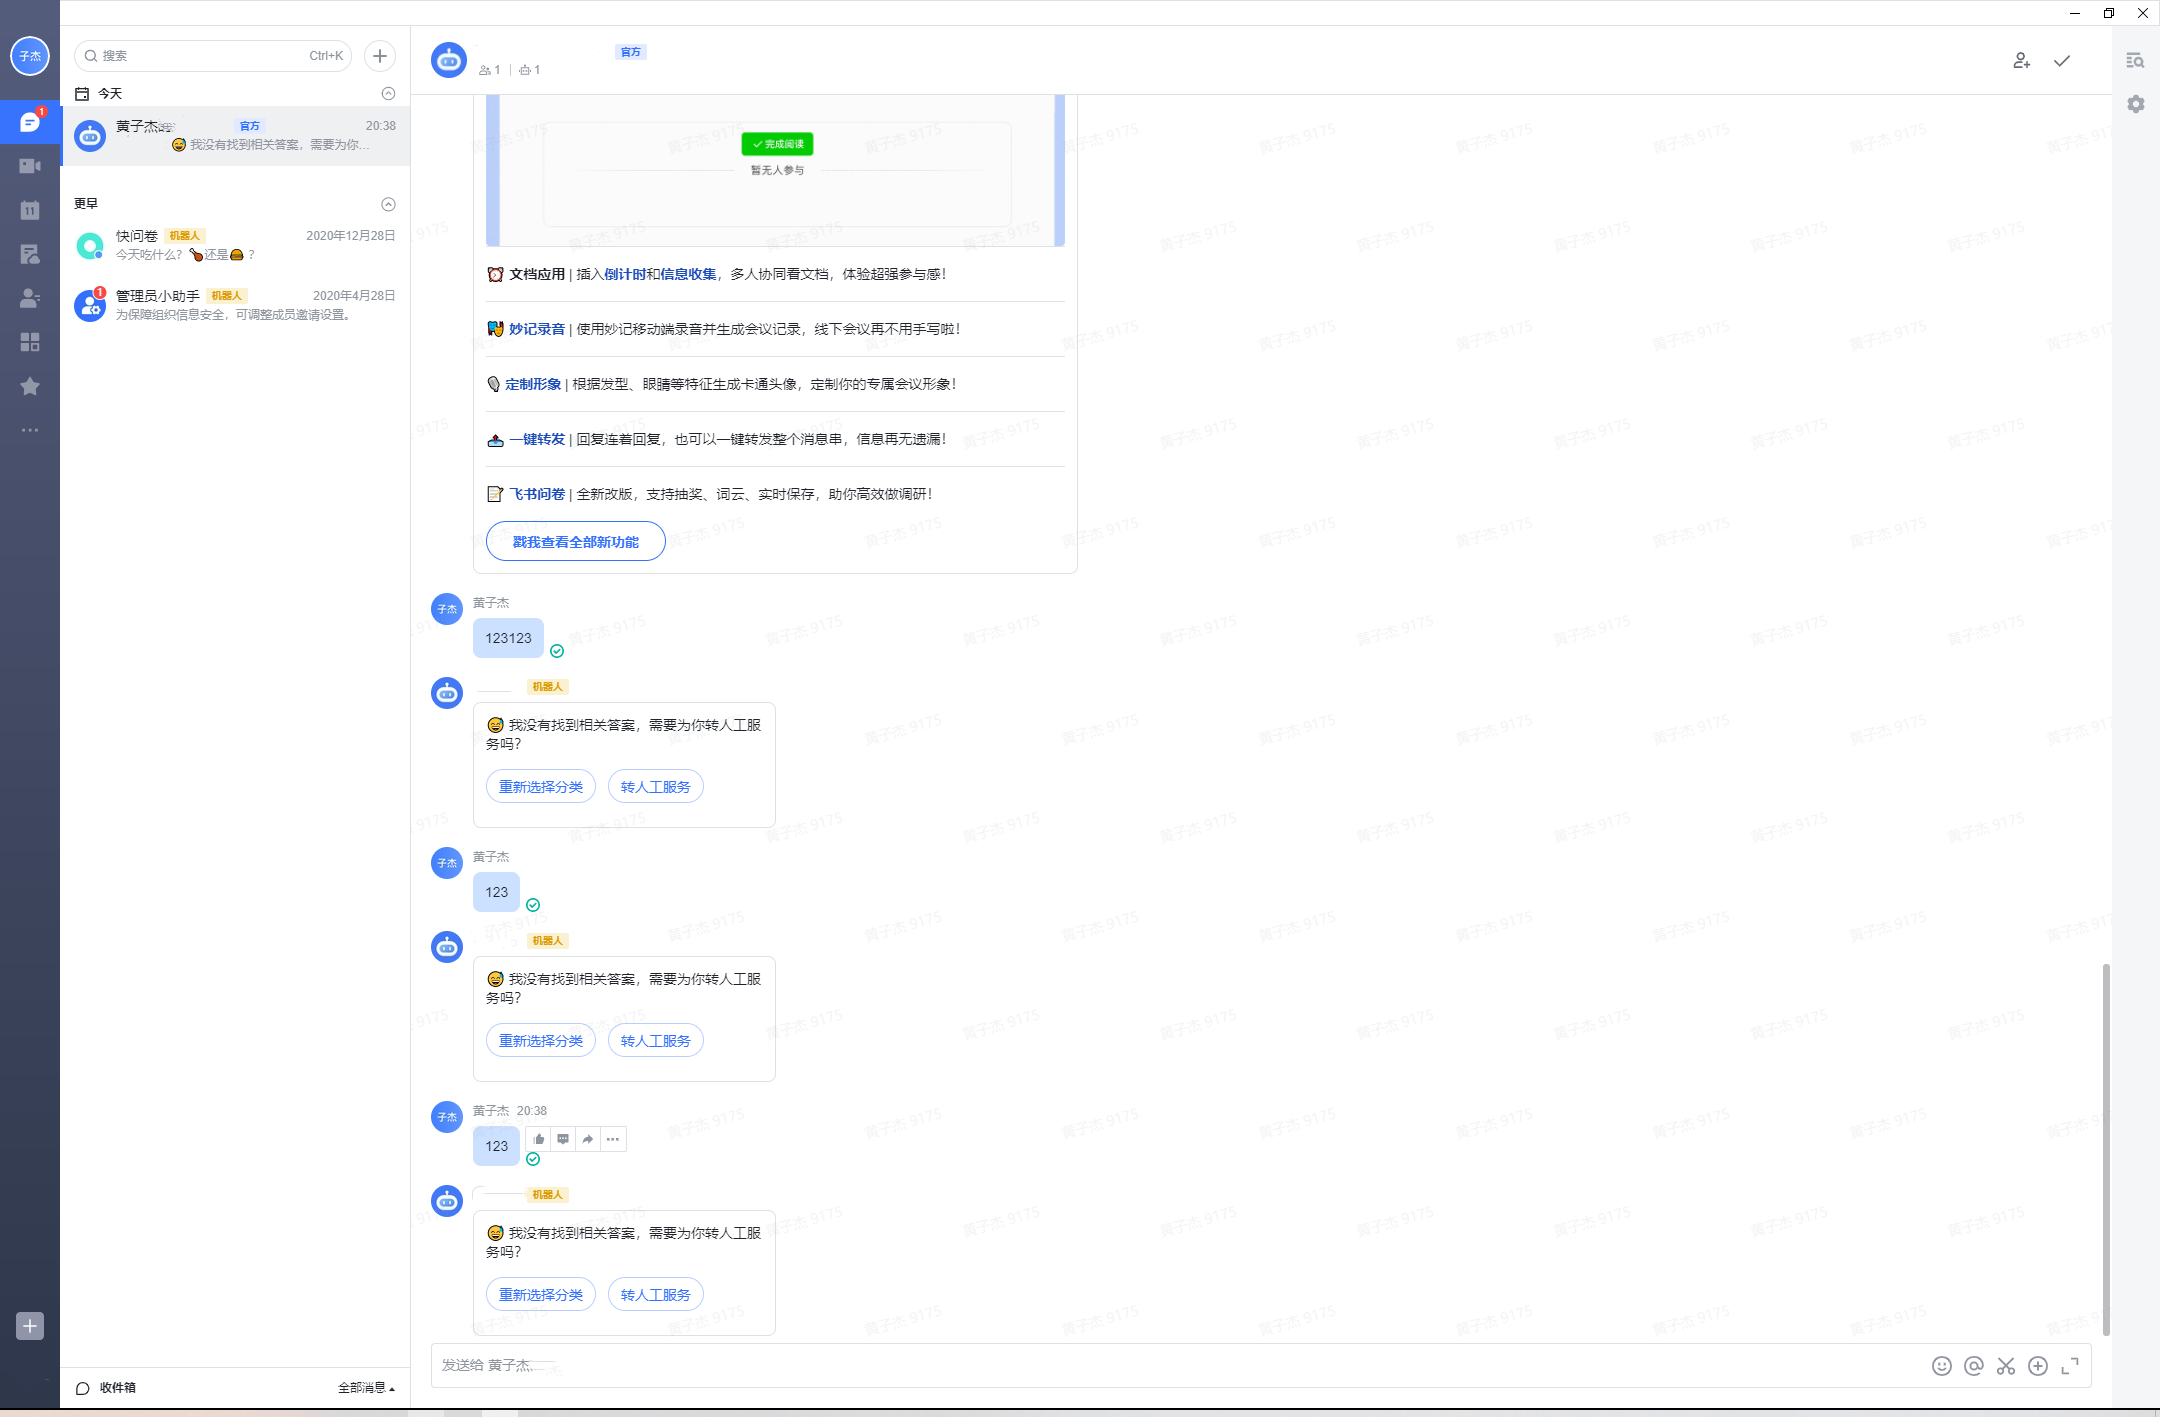 子杰
搜索 Ctrl+K
今天
黄子杰 官方 20:38
我没有找到相关答案，需要为你...
更早
快问卷 机器人 2020年12月28日
今天吃什么？🍗还是🍔？
管理员小助手 机器人 2020年4月28日
为保障组织信息安全，可调整成员邀请设置。
1
11
1
收件箱 全部消息
官方
1 | 1
完成阅读
暂无人参与
文档应用 | 插入倒计时和信息收集，多人协同看文档，体验超强参与感！
妙记录音 | 使用妙记移动端录音并生成会议记录，线下会议再不用手写啦！
定制形象 | 根据发型、眼睛等特征生成卡通头像，定制你的专属会议形象！
一键转发 | 回复连着回复，也可以一键转发整个消息串，信息再无遗漏！
飞书问卷 | 全新改版，支持抽奖、词云、实时保存，助你高效做调研！
戳我查看全部新功能
子杰 黄子杰
123123
机器人
我没有找到相关答案，需要为你转人工服
务吗？
重新选择分类 转人工服务
子杰 黄子杰
123
机器人
我没有找到相关答案，需要为你转人工服
务吗？
重新选择分类 转人工服务
子杰 黄子杰 20:38
123
机器人
我没有找到相关答案，需要为你转人工服
务吗？
重新选择分类 转人工服务
发送给 黄子杰
黄子杰 9175